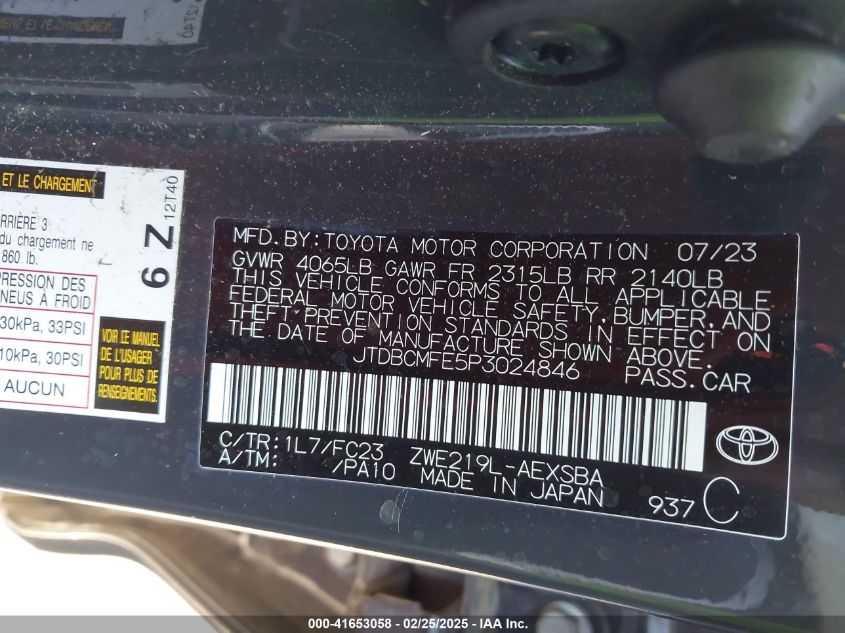 12T40
ET LE CHARGEMENT
ARRIÈRE 3
du chargement ne
860 lb.
6 Z 12T40
PRESSION DES
PNEUS À FROID
30kPa, 33PSI
10kPa, 30PSI
AUCUN
VOIR LE MANUEL
DE L'USAGER
POUR PLUS DE
RENSEIGNEMENTS.
MFD.BY:TOYOTA MOTOR CORPORATION 07/23
GVWR 4065LB GAWR FR 2315LB RR 2140LB
THIS VEHICLE CONFORMS TO ALL APPLICABLE
FEDERAL MOTOR VEHICLE SAFETY,BUMPER,AND
THEFT PREVENTION STANDARDS IN EFFECT ON
THE DATE OF MANUFACTURE SHOWN ABOVE.
JTDBCMFE5P3024846 PASS.CAR
C/TR:1L7/FC23 ZWE219L-AEXSBA
A/TM: /PA10 MADE IN JAPAN
937 C
000-41653058 - 02/25/2025 - IAA Inc.